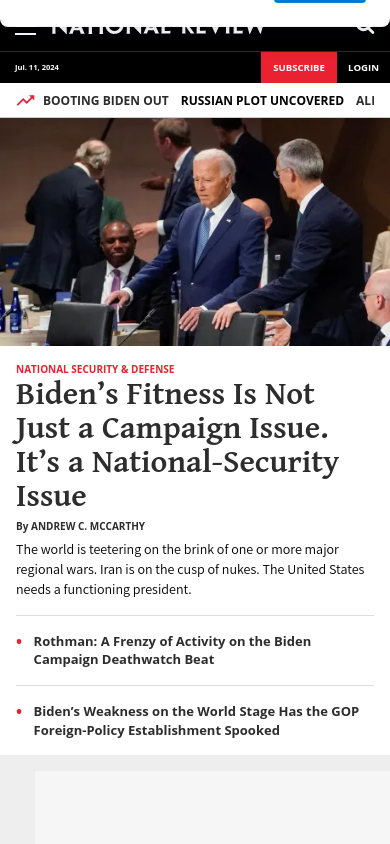 NATIONAL REVIEW
Jul. 11, 2024
SUBSCRIBE
LOGIN
BOOTING BIDEN OUT
RUSSIAN PLOT UNCOVERED
NATIONAL SECURITY & DEFENSE
Biden’s Fitness Is Not
Just a Campaign Issue.
It’s a National-Security
Issue
By ANDREW C. MCCARTHY
The world is teetering on the brink of one or more major
regional wars. Iran is on the cusp of nukes. The United States
needs a functioning president.
Rothman: A Frenzy of Activity on the Biden
Campaign Deathwatch Beat
Biden’s Weakness on the World Stage Has the GOP
Foreign-Policy Establishment Spooked